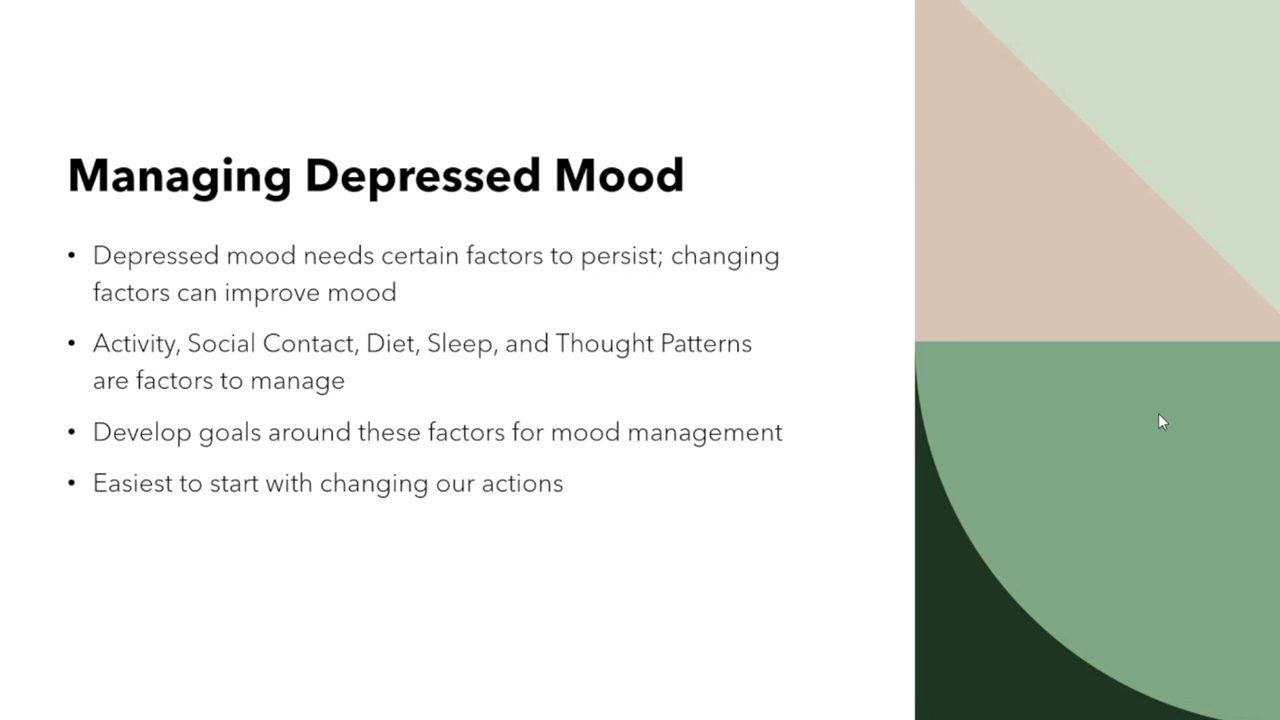 Managing Depressed Mood
• Depressed mood needs certain factors to persist; changing
factors can improve mood
• Activity, Social Contact, Diet, Sleep, and Thought Patterns
are factors to manage
• Develop goals around these factors for mood management
• Easiest to start with changing our actions